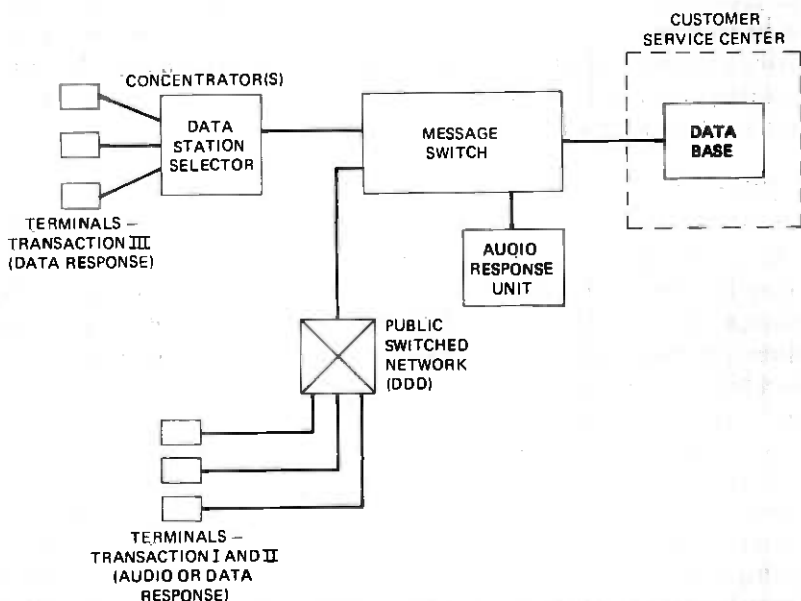 CUSTOMER
SERVICE CENTER
CONCENTRATOR(S)
DATA
STATION
SELECTOR
MESSAGE
SWITCH
DATA
BASE
TERMINALS –
TRANSACTION III
(DATA RESPONSE)
AUDIO
RESPONSE
UNIT
PUBLIC
SWITCHED
NETWORK
(DDD)
TERMINALS –
TRANSACTION I AND II
(AUDIO OR DATA
RESPONSE)